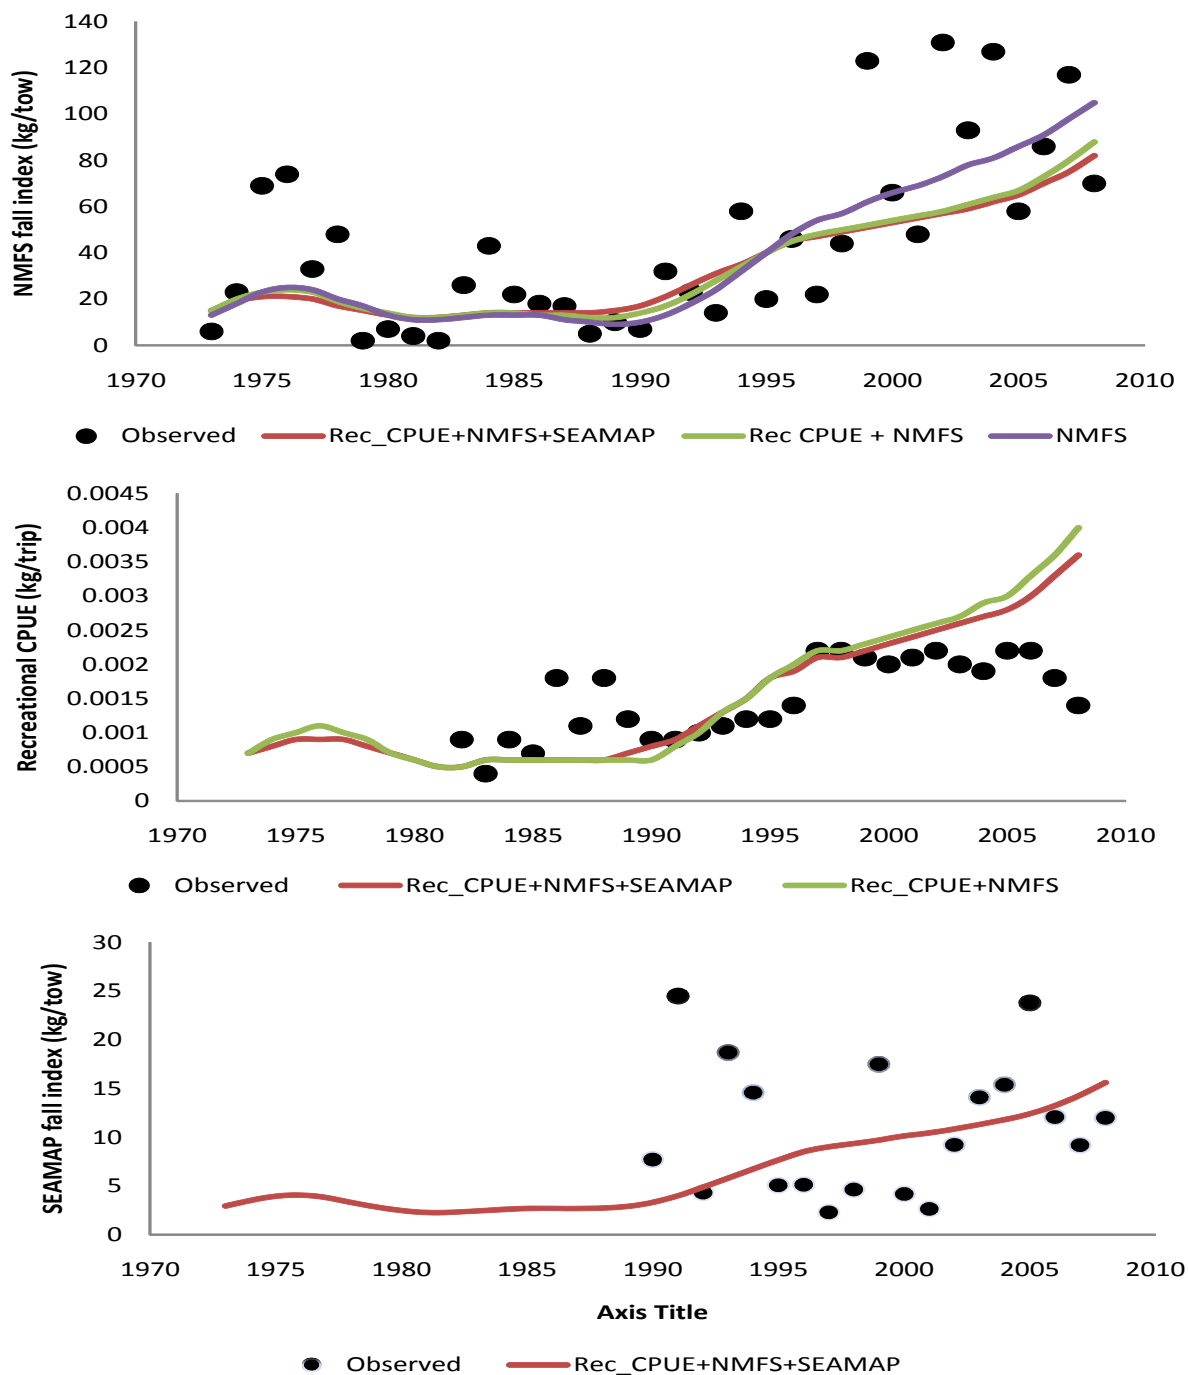 NMFS fall index (kg/tow)
140
120
100
80
60
40
20
0
1970 1975 1980 1985 1990 1995 2000 2005 2010
Observed Rec_CPUE+NMFS+SEAMAP Rec CPUE + NMFS NMFS
Recreational CPUE (kg/trip)
0.0045
0.004
0.0035
0.003
0.0025
0.002
0.0015
0.001
0.0005
0
1970 1975 1980 1985 1990 1995 2000 2005 2010
Observed Rec_CPUE+NMFS+SEAMAP Rec_CPUE+NMFS
SEAMAP fall index (kg/tow)
30
25
20
15
10
5
0
1970 1975 1980 1985 1990 1995 2000 2005 2010
Axis Title
Observed Rec_CPUE+NMFS+SEAMAP